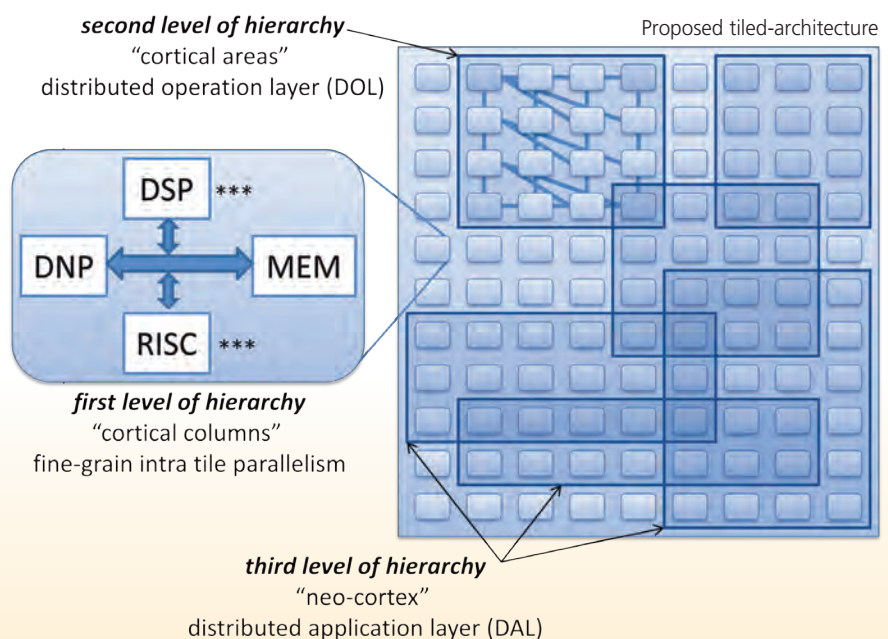 second level of hierarchy
"cortical areas"
distributed operation layer (DOL)
Proposed tiled-architecture
DSP ***
DNP
MEM
RISC ***
first level of hierarchy
"cortical columns"
fine-grain intra tile parallelism
third level of hierarchy
"neo-cortex"
distributed application layer (DAL)